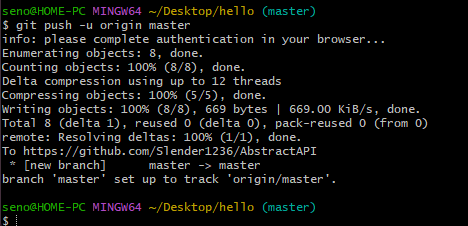 seno@HOME-PC MINGW64 ~/Desktop/hello (master)
$ git push -u origin master
info: please complete authentication in your browser...
Enumerating objects: 8, done.
Counting objects: 100% (8/8), done.
Delta compression using up to 12 threads
Compressing objects: 100% (5/5), done.
Writing objects: 100% (8/8), 669 bytes | 669.00 KiB/s, done.
Total 8 (delta 1), reused 0 (delta 0), pack-reused 0 (from 0)
remote: Resolving deltas: 100% (1/1), done.
To https://github.com/Slender1236/AbstractAPI
 * [new branch]      master -> master
branch 'master' set up to track 'origin/master'.
seno@HOME-PC MINGW64 ~/Desktop/hello (master)
$